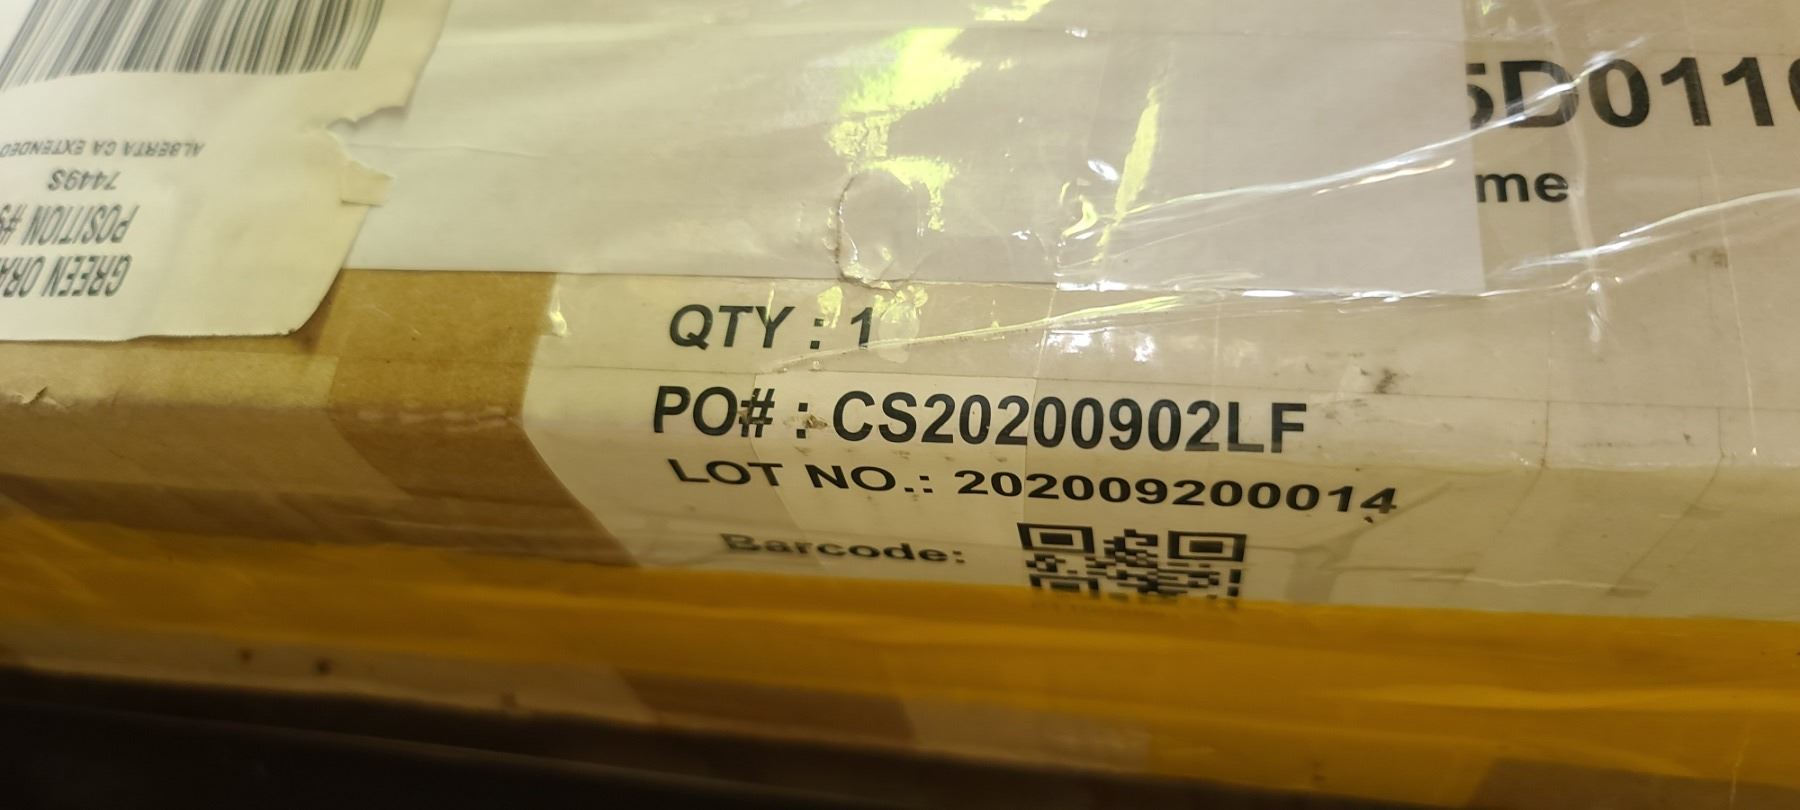 ALBERTA CA EXTENDED
7449S
POSITION
GREEN
5D011
me
QTY : 1
PO# : CS20200902LF
LOT NO.: 202009200014
Barcode: